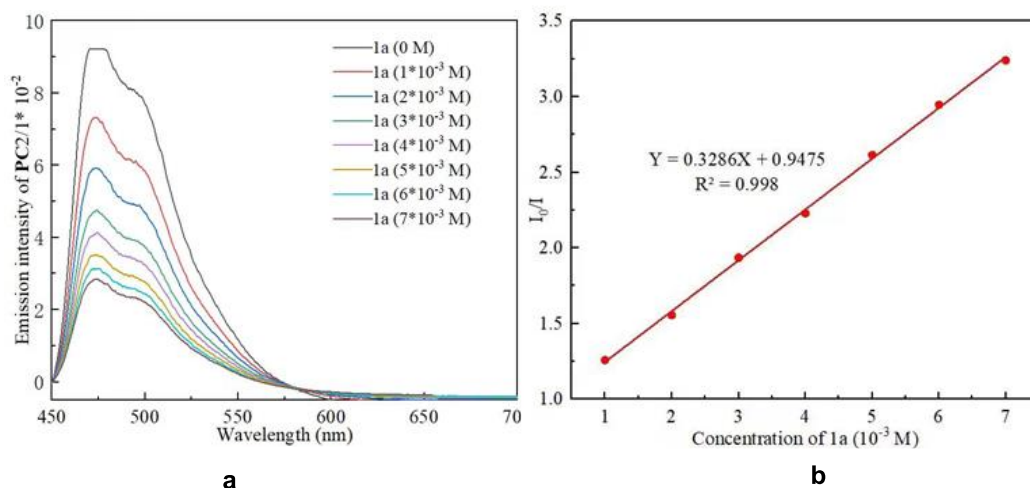 10
8
6
4
2
0
Emission intensity of PC2/1* 10⁻²
1a (0 M)
1a (1*10⁻³ M)
1a (2*10⁻³ M)
1a (3*10⁻³ M)
1a (4*10⁻³ M)
1a (5*10⁻³ M)
1a (6*10⁻³ M)
1a (7*10⁻³ M)
450 500 550 600 650 70
Wavelength (nm)
a
3.5
3.0
2.5
2.0
1.5
1.0
I₀/I
Y = 0.3286X + 0.9475
R² = 0.998
1 2 3 4 5 6 7
Concentration of 1a (10⁻³ M)
b